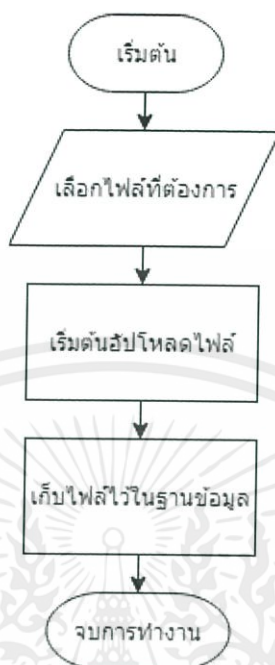 เริ่มต้น
เลือกไฟล์ที่ต้องการ
เริ่มต้นอัปโหลดไฟล์
เก็บไฟล์ไว้ในฐานข้อมูล
จบการทำงาน